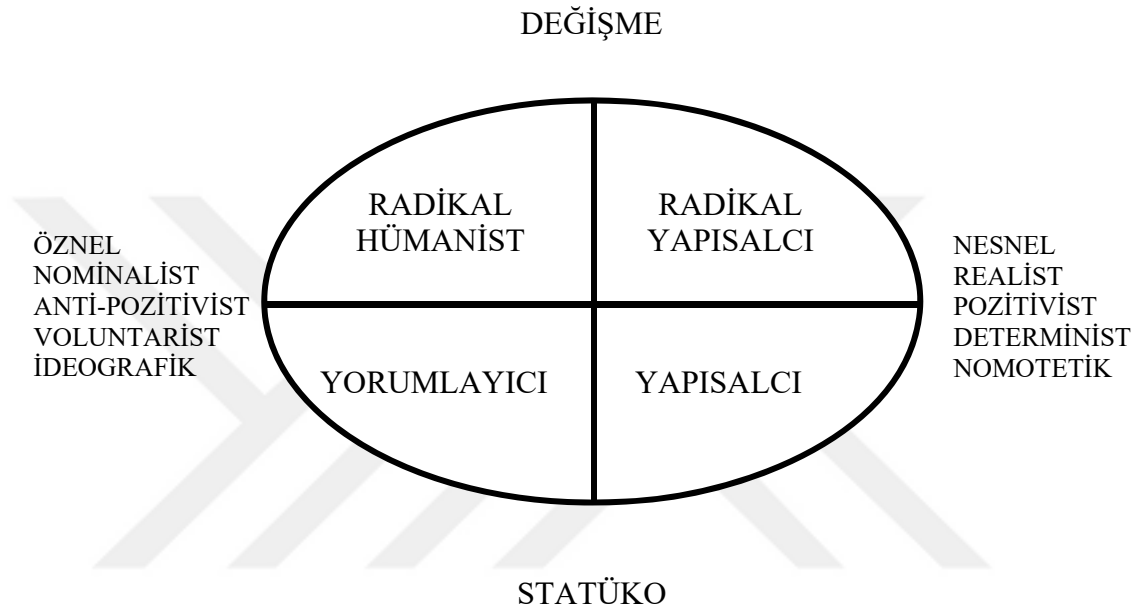 DEĞİŞME
RADİKAL
HÜMANİST
RADİKAL
YAPISALCI
ÖZNEL
NOMİNALİST
ANTİ-POZİTİVİST
VOLUNTARİST
İDEOGRAFİK
NESNEL
REALİST
POZİTİVİST
DETERMİNİST
NOMOTETİK
YORUMLAYICI
YAPISALCI
STATÜKO